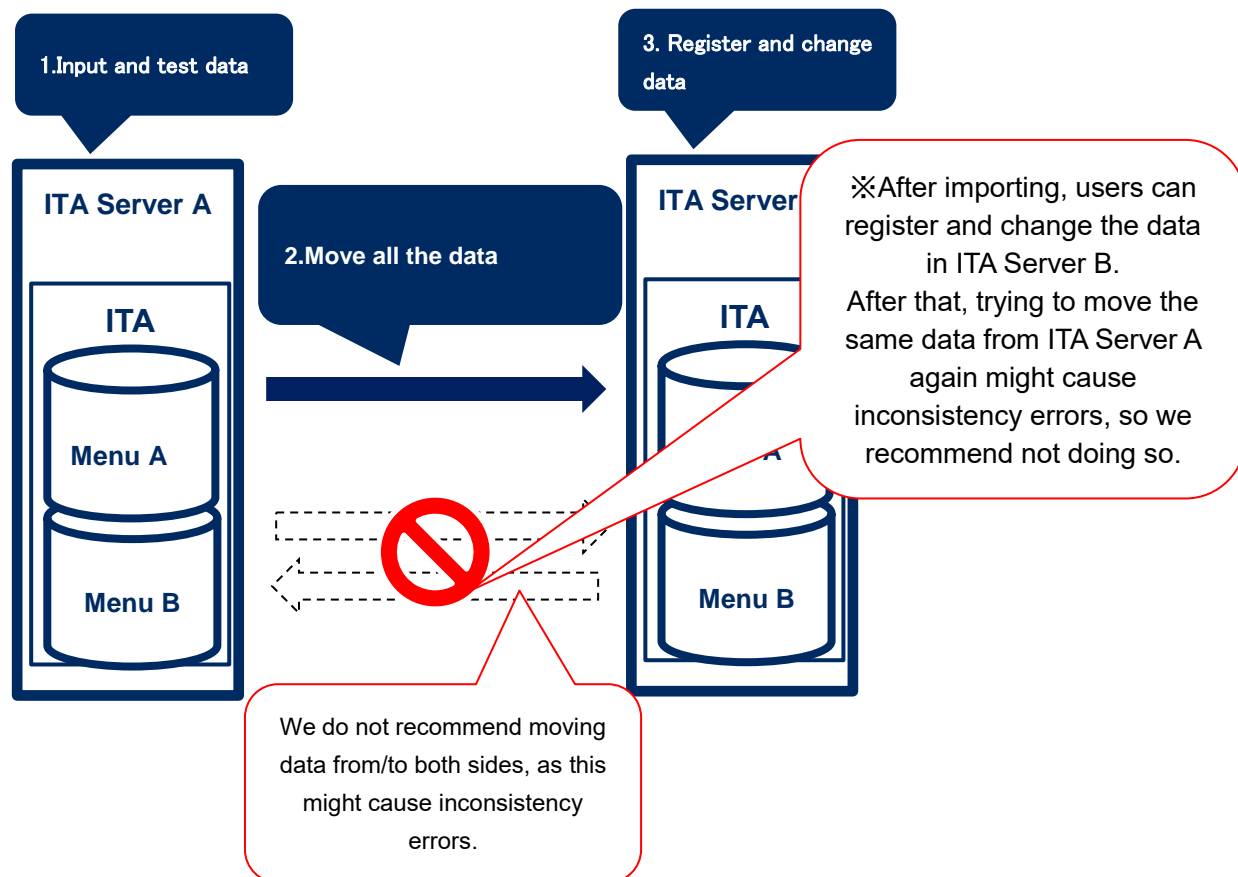 1.Input and test data
3. Register and change
data
ITA Server A
2.Move all the data
ITA Server
※After importing, users can
register and change the data
in ITA Server B.
After that, trying to move the
same data from ITA Server A
again might cause
inconsistency errors, so we
recommend not doing so.
ITA
Menu A
Menu B
ITA
A
Menu B
We do not recommend moving
data from/to both sides, as this
might cause inconsistency
errors.